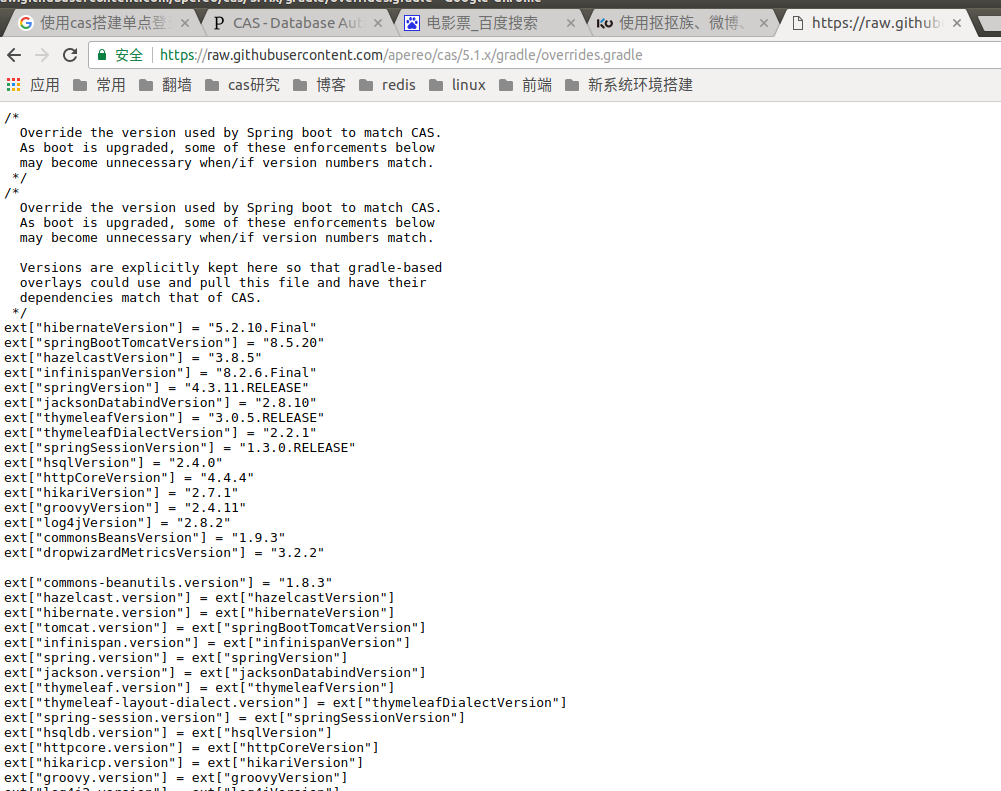 使用cas搭建单点登
CAS - Database Aut
电影票_百度搜索
使用抠抠族、微博、
https://raw.github
安全
https://raw.githubusercontent.com/apereo/cas/5.1.x/gradle/overrides.gradle
应用 常用 翻墙 cas研究 博客 redis linux 前端 新系统环境搭建
/*
Override the version used by Spring boot to match CAS.
As boot is upgraded, some of these enforcements below
may become unnecessary when/if version numbers match.
*/
/*
Override the version used by Spring boot to match CAS.
As boot is upgraded, some of these enforcements below
may become unnecessary when/if version numbers match.
Versions are explicitly kept here so that gradle-based
overlays could use and pull this file and have their
dependencies match that of CAS.
*/
ext["hibernateVersion"] = "5.2.10.Final"
ext["springBootTomcatVersion"] = "8.5.20"
ext["hazelcastVersion"] = "3.8.5"
ext["infinispanVersion"] = "8.2.6.Final"
ext["springVersion"] = "4.3.11.RELEASE"
ext["jacksonDatabindVersion"] = "2.8.10"
ext["thymeleafVersion"] = "3.0.5.RELEASE"
ext["thymeleafDialectVersion"] = "2.2.1"
ext["springSessionVersion"] = "1.3.0.RELEASE"
ext["hsqlVersion"] = "2.4.0"
ext["httpCoreVersion"] = "4.4.4"
ext["hikariVersion"] = "2.7.1"
ext["groovyVersion"] = "2.4.11"
ext["log4jVersion"] = "2.8.2"
ext["commonsBeansVersion"] = "1.9.3"
ext["dropwizardMetricsVersion"] = "3.2.2"
ext["commons-beanutils.version"] = "1.8.3"
ext["hazelcast.version"] = ext["hazelcastVersion"]
ext["hibernate.version"] = ext["hibernateVersion"]
ext["tomcat.version"] = ext["springBootTomcatVersion"]
ext["infinispan.version"] = ext["infinispanVersion"]
ext["spring.version"] = ext["springVersion"]
ext["jackson.version"] = ext["jacksonDatabindVersion"]
ext["thymeleaf.version"] = ext["thymeleafVersion"]
ext["thymeleaf-layout-dialect.version"] = ext["thymeleafDialectVersion"]
ext["spring-session.version"] = ext["springSessionVersion"]
ext["hsqldb.version"] = ext["hsqlVersion"]
ext["httpcore.version"] = ext["httpCoreVersion"]
ext["hikaricp.version"] = ext["hikariVersion"]
ext["groovy.version"] = ext["groovyVersion"]